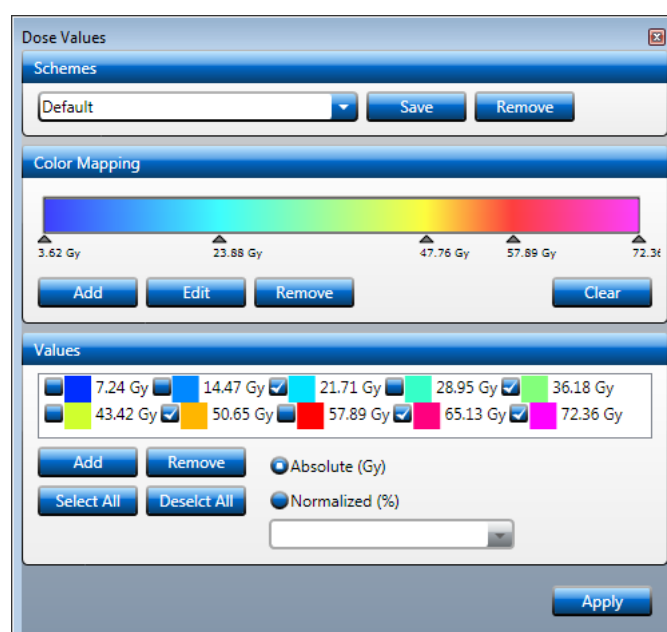 Dose Values
Schemes
Default Save Remove
Color Mapping
3.62 Gy 23.88 Gy 47.76 Gy 57.89 Gy 72.36
Add Edit Remove Clear
Values
7.24 Gy 14.47 Gy 21.71 Gy 28.95 Gy 36.18 Gy
43.42 Gy 50.65 Gy 57.89 Gy 65.13 Gy 72.36 Gy
Add Remove Absolute (Gy)
Select All Deselct All Normalized (%)
Apply